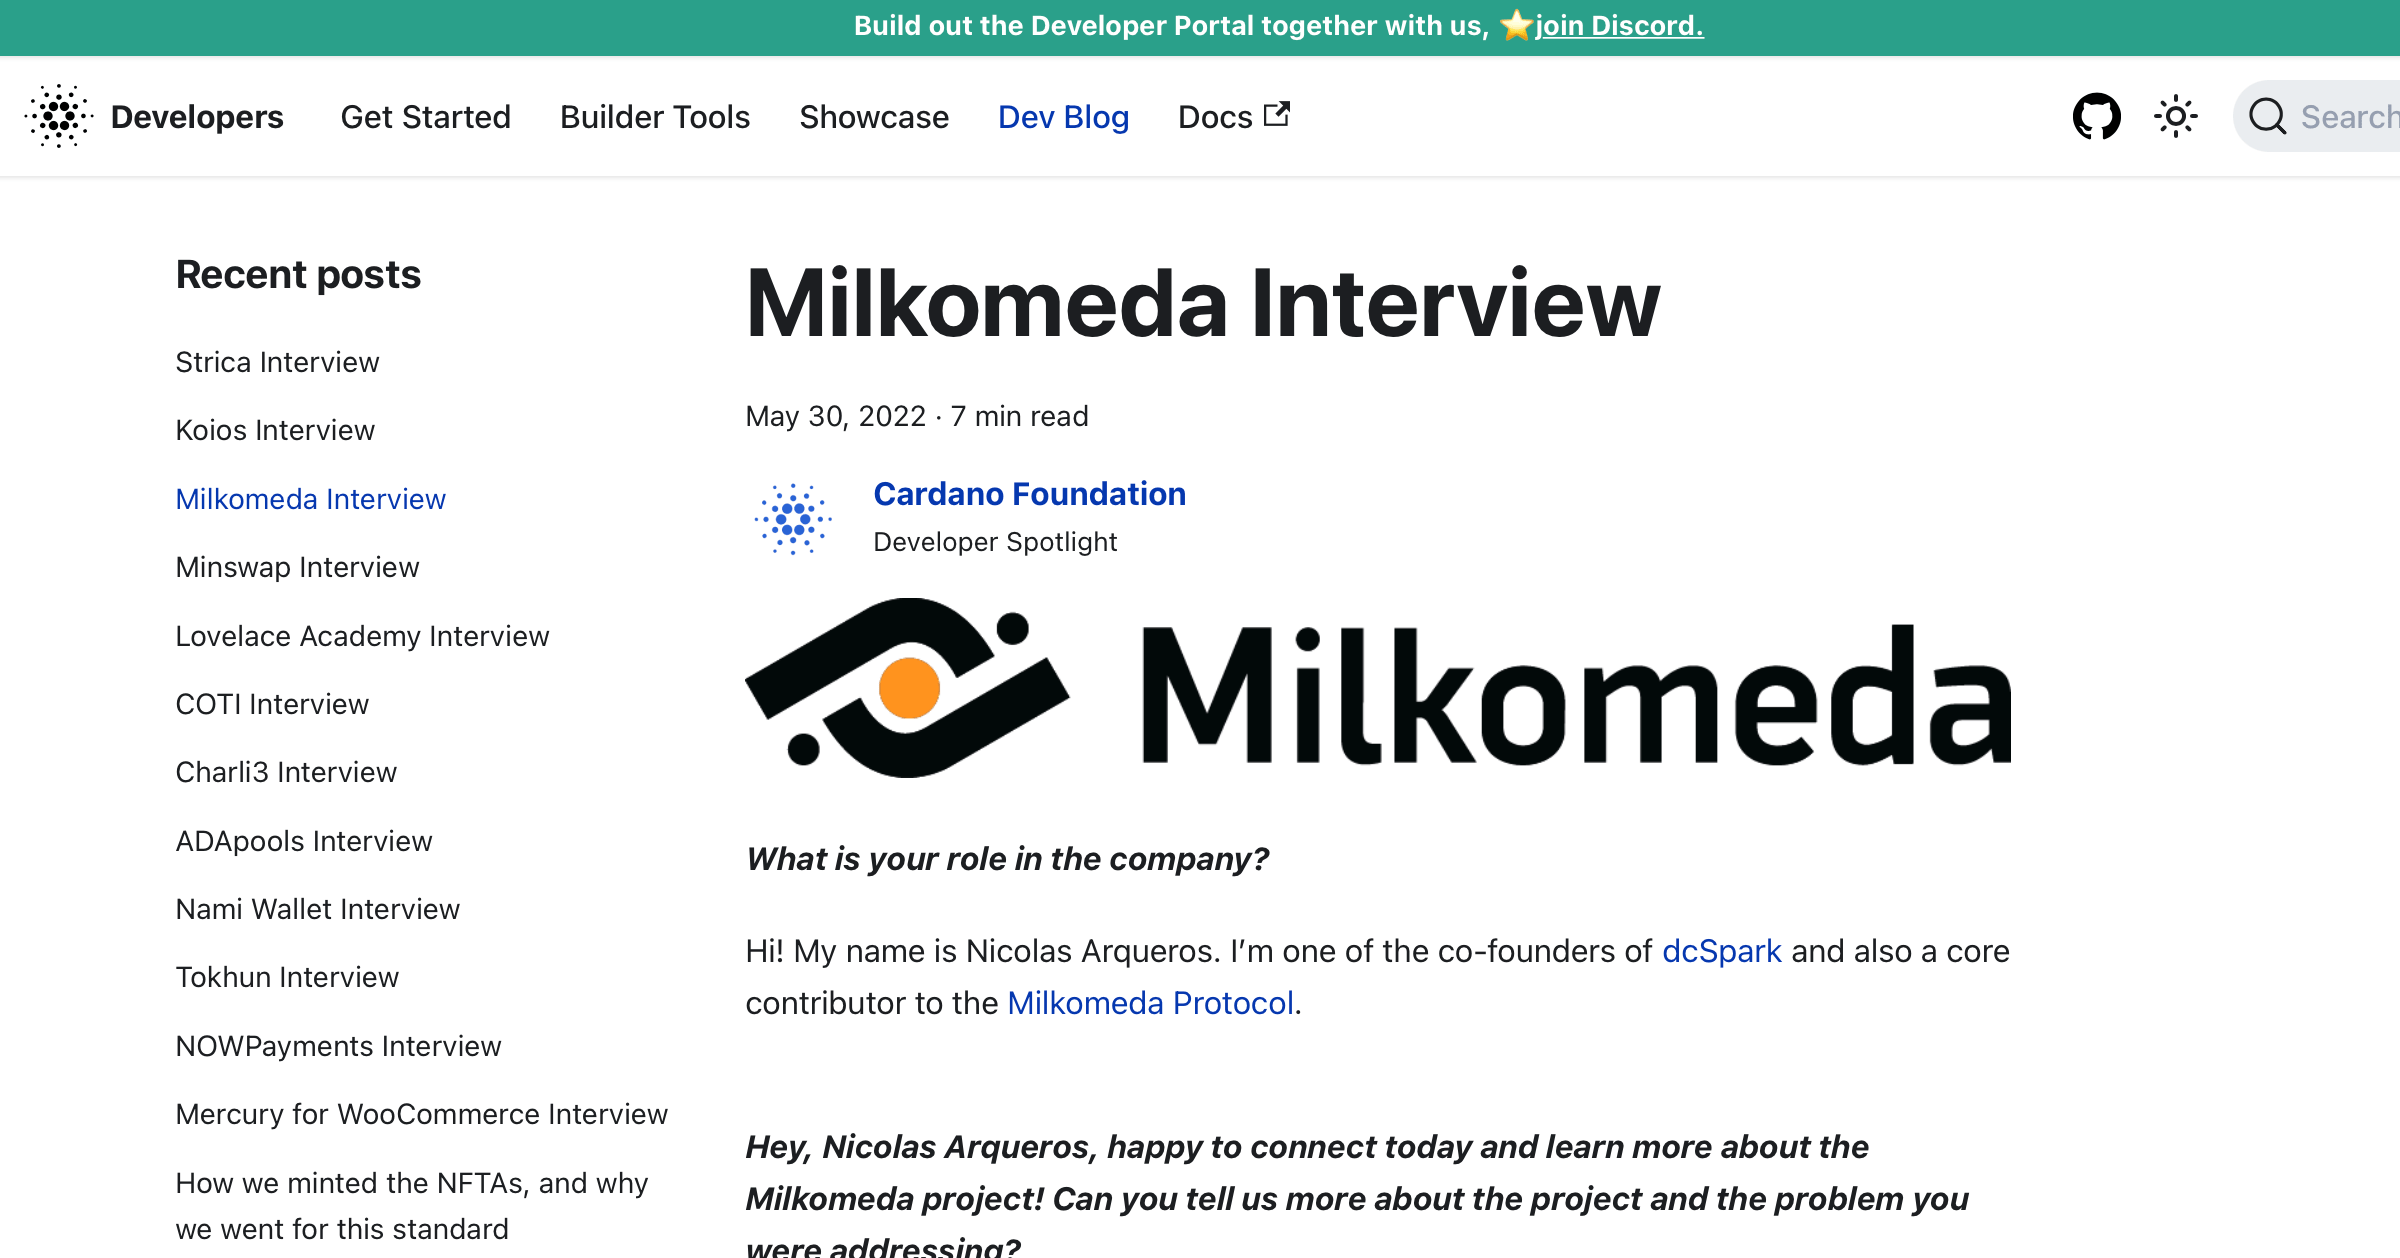 Build out the Developer Portal together with us, ⭐join Discord.
Developers Get Started Builder Tools Showcase Dev Blog Docs Search
Recent posts
Strica Interview
Koios Interview
Milkomeda Interview
Minswap Interview
Lovelace Academy Interview
COTI Interview
Charli3 Interview
ADApools Interview
Nami Wallet Interview
Tokhun Interview
NOWPayments Interview
Mercury for WooCommerce Interview
How we minted the NFTAs, and why
we went for this standard
Milkomeda Interview
May 30, 2022 · 7 min read
Cardano Foundation
Developer Spotlight
Milkomeda
What is your role in the company?
Hi! My name is Nicolas Arqueros. I’m one of the co-founders of dcSpark and also a core
contributor to the Milkomeda Protocol.
Hey, Nicolas Arqueros, happy to connect today and learn more about the
Milkomeda project! Can you tell us more about the project and the problem you
were addressing?